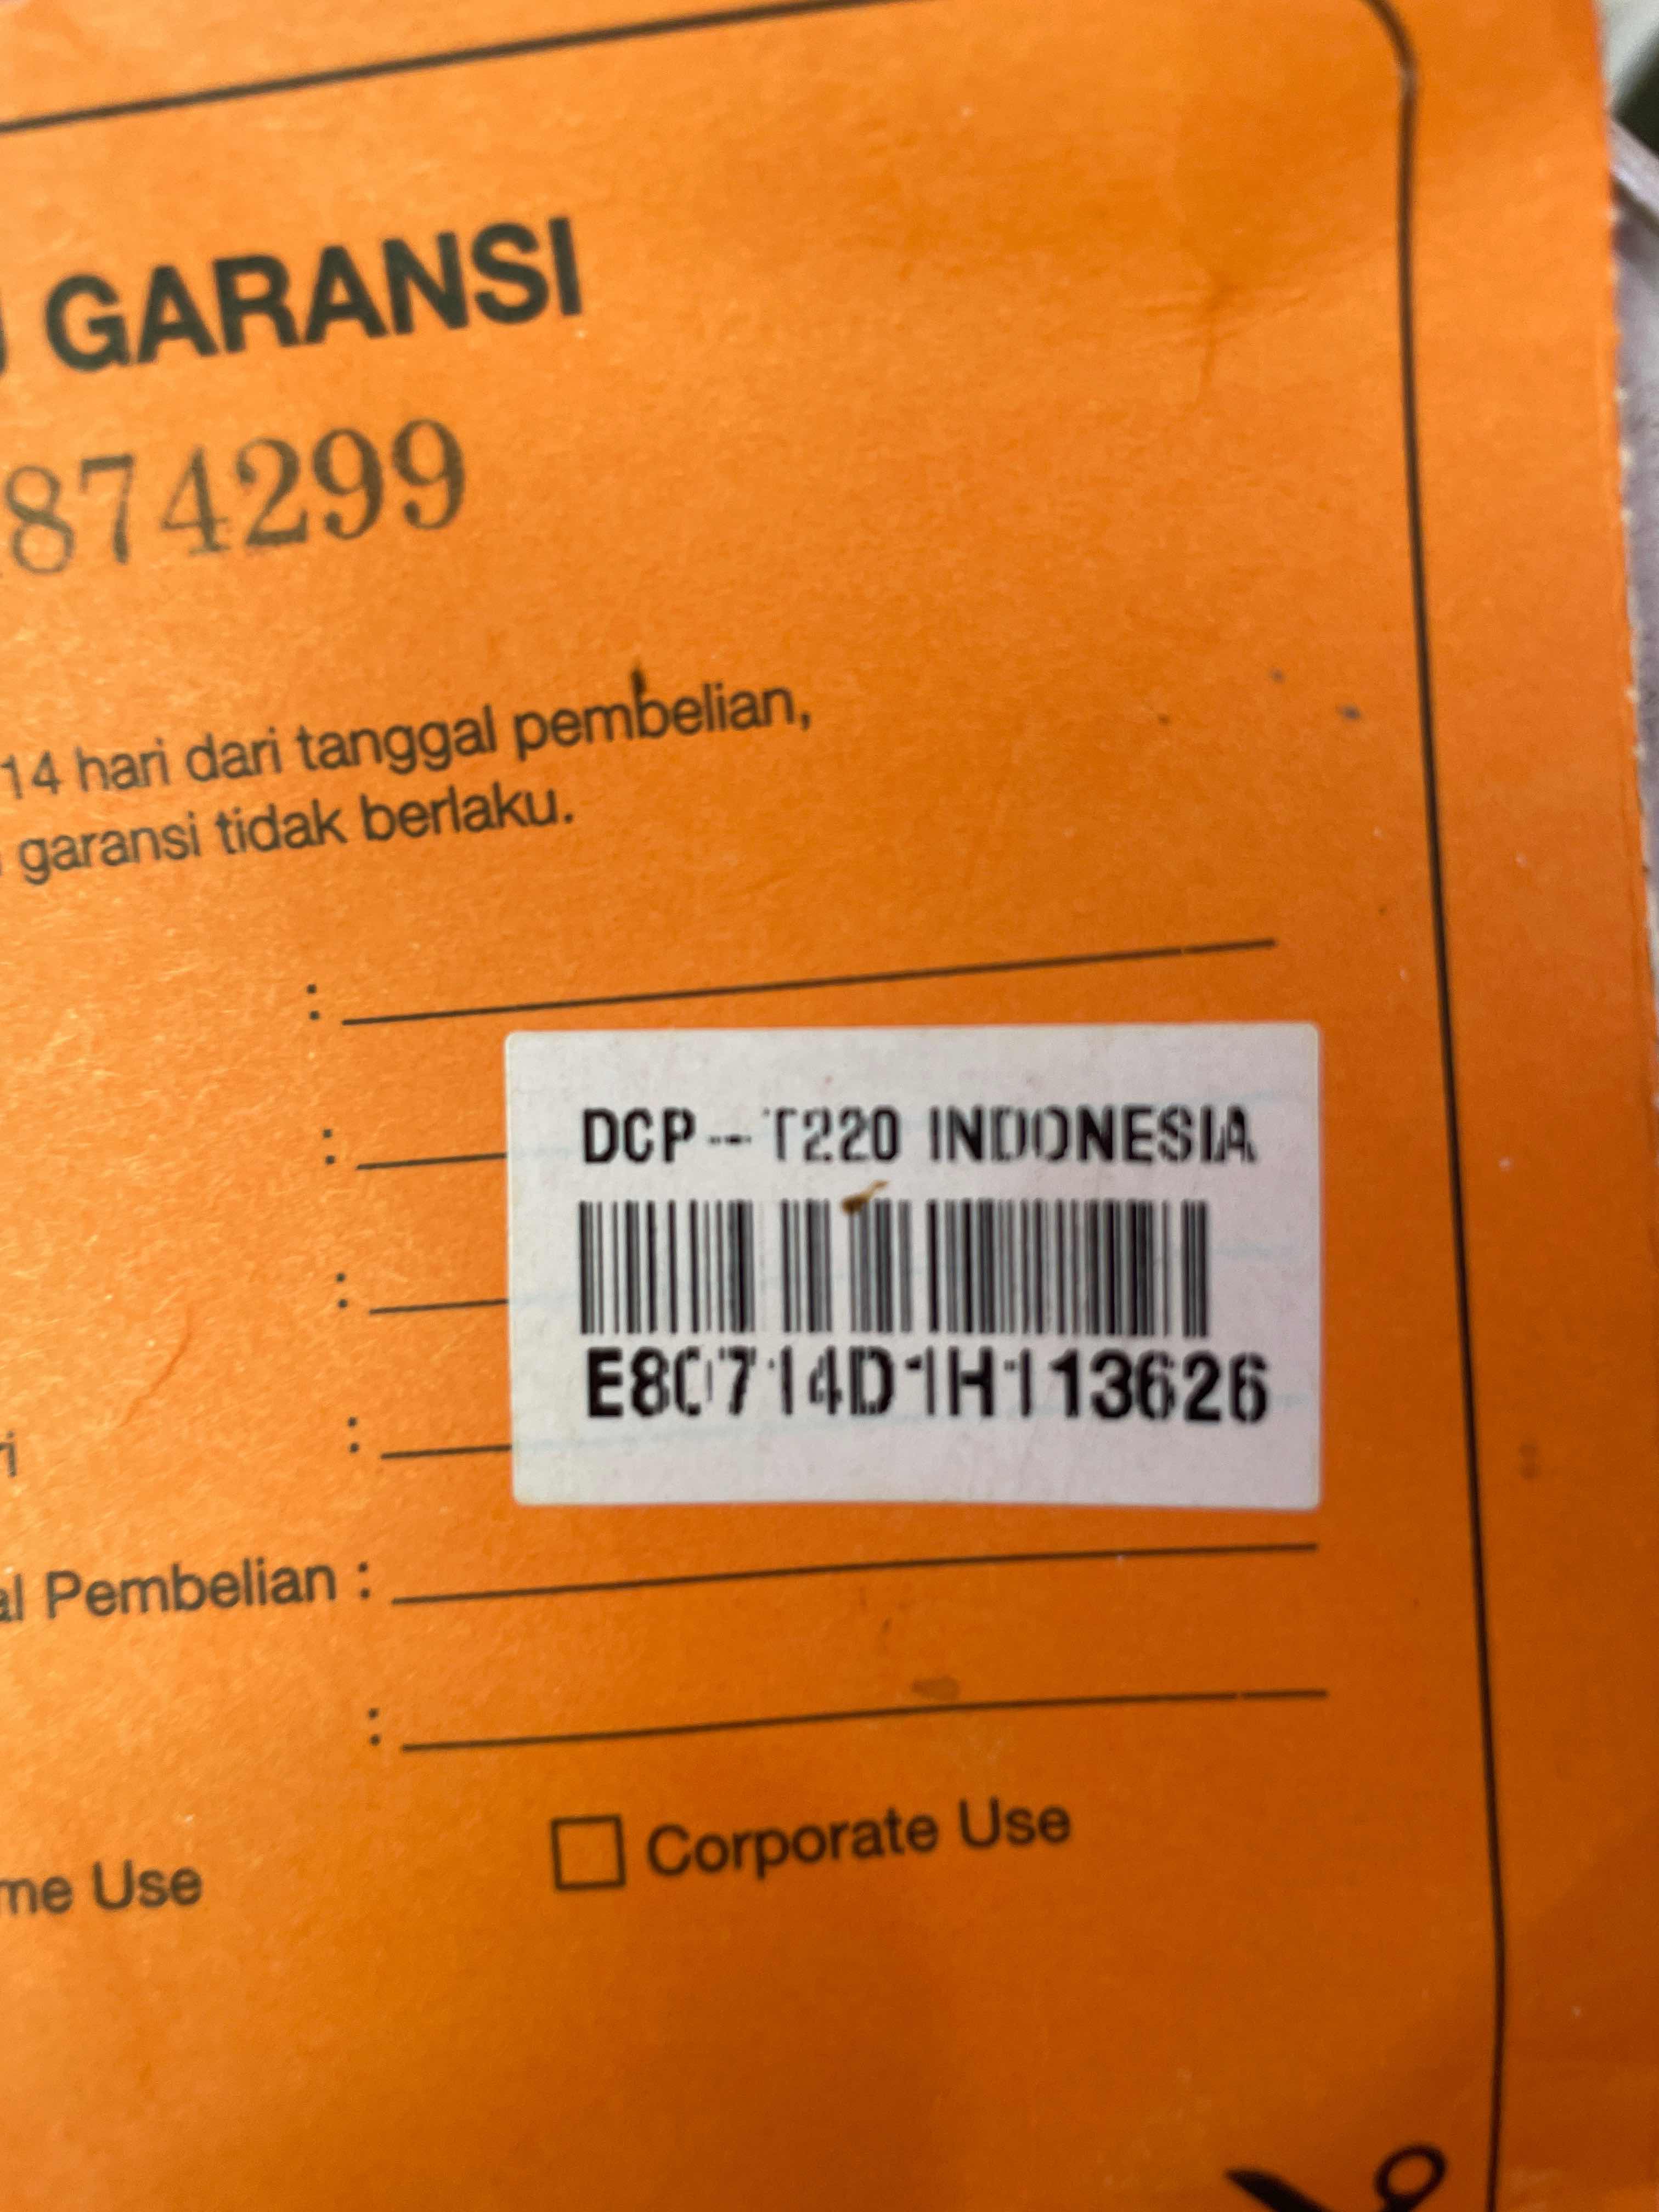 GARANSI
874299
14 hari dari tanggal pembelian,
garansi tidak berlaku.
:
:
DCP-T220 INDONESIA
:
E80714D1H113626
ri :
al Pembelian :
:
me Use
Corporate Use